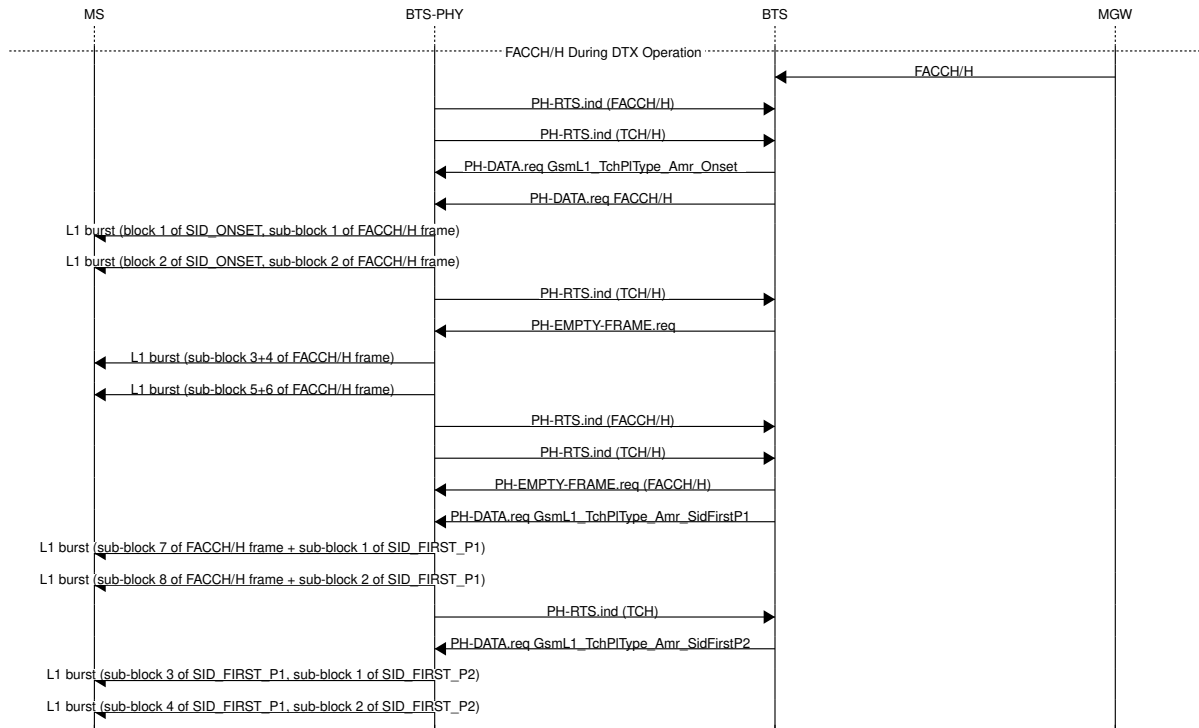 MS BTS-PHY BTS MGW
FACCH/H During DTX Operation
FACCH/H
PH-RTS.ind (FACCH/H)
PH-RTS.ind (TCH/H)
PH-DATA.req GsmL1_TchPlType_Amr_Onset
PH-DATA.req FACCH/H
L1 burst (block 1 of SID_ONSET, sub-block 1 of FACCH/H frame)
L1 burst (block 2 of SID_ONSET, sub-block 2 of FACCH/H frame)
PH-RTS.ind (TCH/H)
PH-EMPTY-FRAME.req
L1 burst (sub-block 3+4 of FACCH/H frame)
L1 burst (sub-block 5+6 of FACCH/H frame)
PH-RTS.ind (FACCH/H)
PH-RTS.ind (TCH/H)
PH-EMPTY-FRAME.req (FACCH/H)
PH-DATA.req GsmL1_TchPlType_Amr_SidFirstP1
L1 burst (sub-block 7 of FACCH/H frame + sub-block 1 of SID_FIRST_P1)
L1 burst (sub-block 8 of FACCH/H frame + sub-block 2 of SID_FIRST_P1)
PH-RTS.ind (TCH)
PH-DATA.req GsmL1_TchPlType_Amr_SidFirstP2
L1 burst (sub-block 3 of SID_FIRST_P1, sub-block 1 of SID_FIRST_P2)
L1 burst (sub-block 4 of SID_FIRST_P1, sub-block 2 of SID_FIRST_P2)